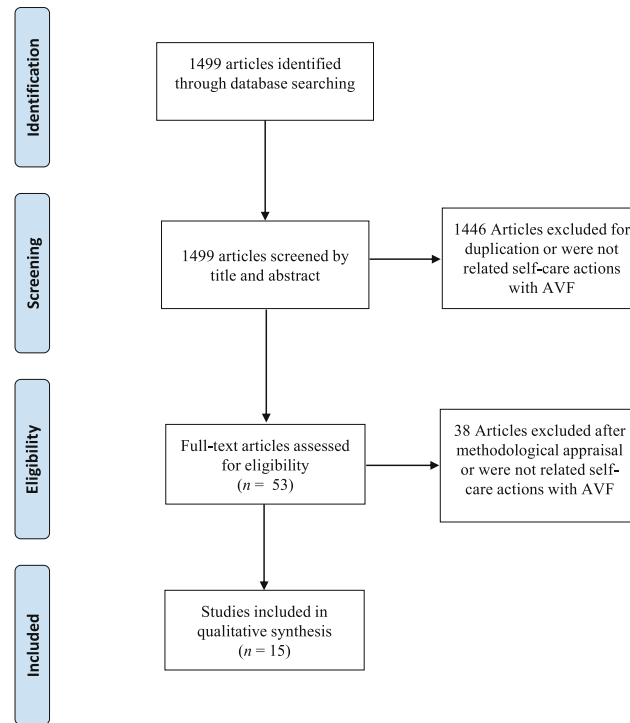 Identification
1499 articles identified
through database searching
Screening
1499 articles screened by
title and abstract
1446 Articles excluded for
duplication or were not
related self-care actions
with AVF
Eligibility
Full-text articles assessed
for eligibility
(n = 53)
38 Articles excluded after
methodological appraisal
or were not related self-
care actions with AVF
Included
Studies included in
qualitative synthesis
(n = 15)